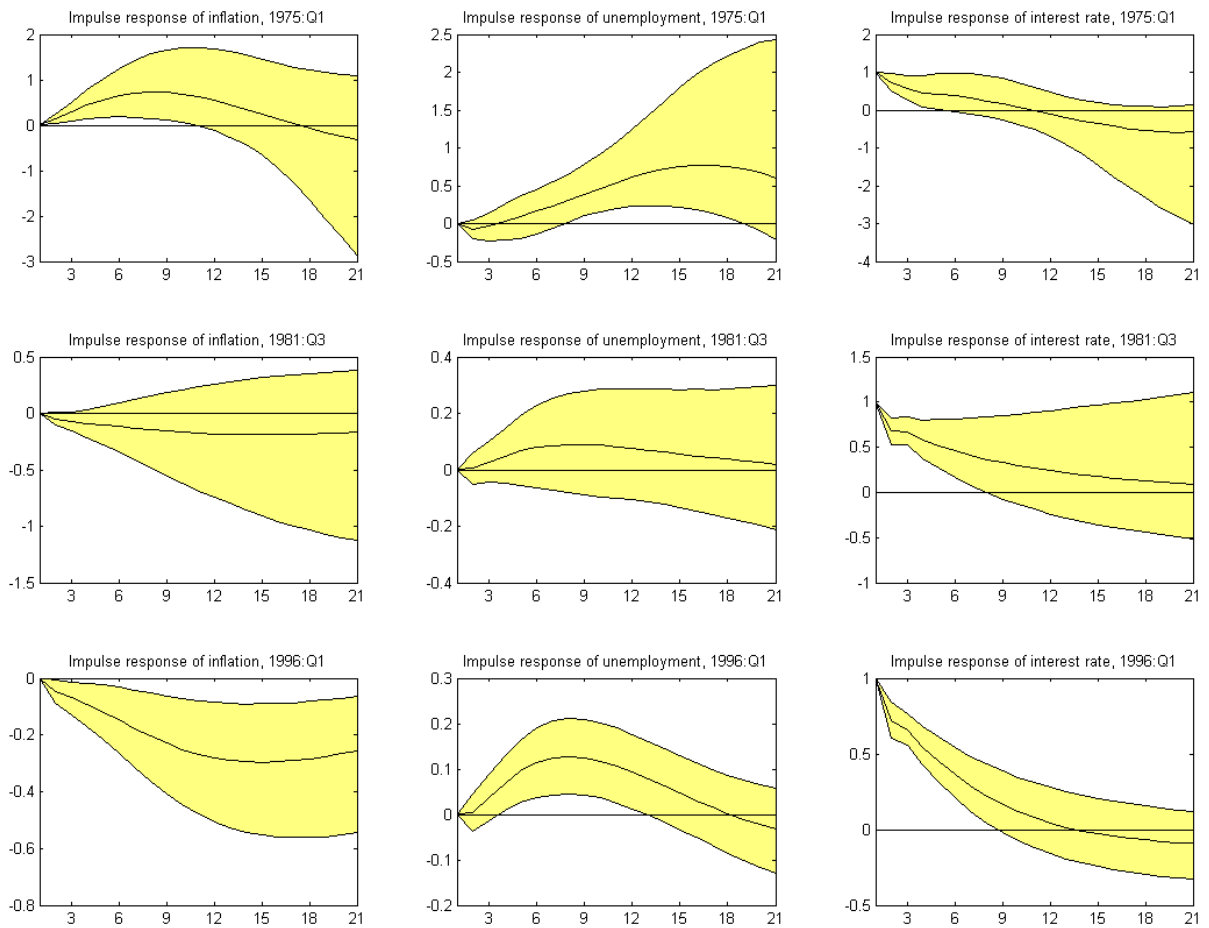 Impulse response of inflation, 1975:Q1
2
1
0
-1
-2
-3
3 6 9 12 15 18 21
Impulse response of unemployment, 1975:Q1
2.5
2
1.5
1
0.5
0
-0.5
3 6 9 12 15 18 21
Impulse response of interest rate, 1975:Q1
2
1
0
-1
-2
-3
-4
3 6 9 12 15 18 21
Impulse response of inflation, 1981:Q3
0.5
0
-0.5
-1
-1.5
3 6 9 12 15 18 21
Impulse response of unemployment, 1981:Q3
0.4
0.2
0
-0.2
-0.4
3 6 9 12 15 18 21
Impulse response of interest rate, 1981:Q3
1.5
1
0.5
0
-0.5
-1
3 6 9 12 15 18 21
Impulse response of inflation, 1996:Q1
0
-0.2
-0.4
-0.6
-0.8
3 6 9 12 15 18 21
Impulse response of unemployment, 1996:Q1
0.3
0.2
0.1
0
-0.1
-0.2
3 6 9 12 15 18 21
Impulse response of interest rate, 1996:Q1
1
0.5
0
-0.5
3 6 9 12 15 18 21